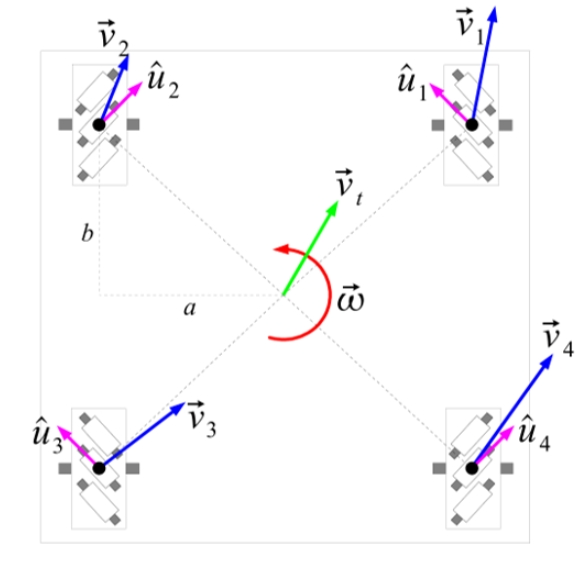 v⃗₂
v⃗₁
û₂
û₁
v⃗ₜ
b
a
ω⃗
v⃗₄
v⃗₃
û₃
û₄